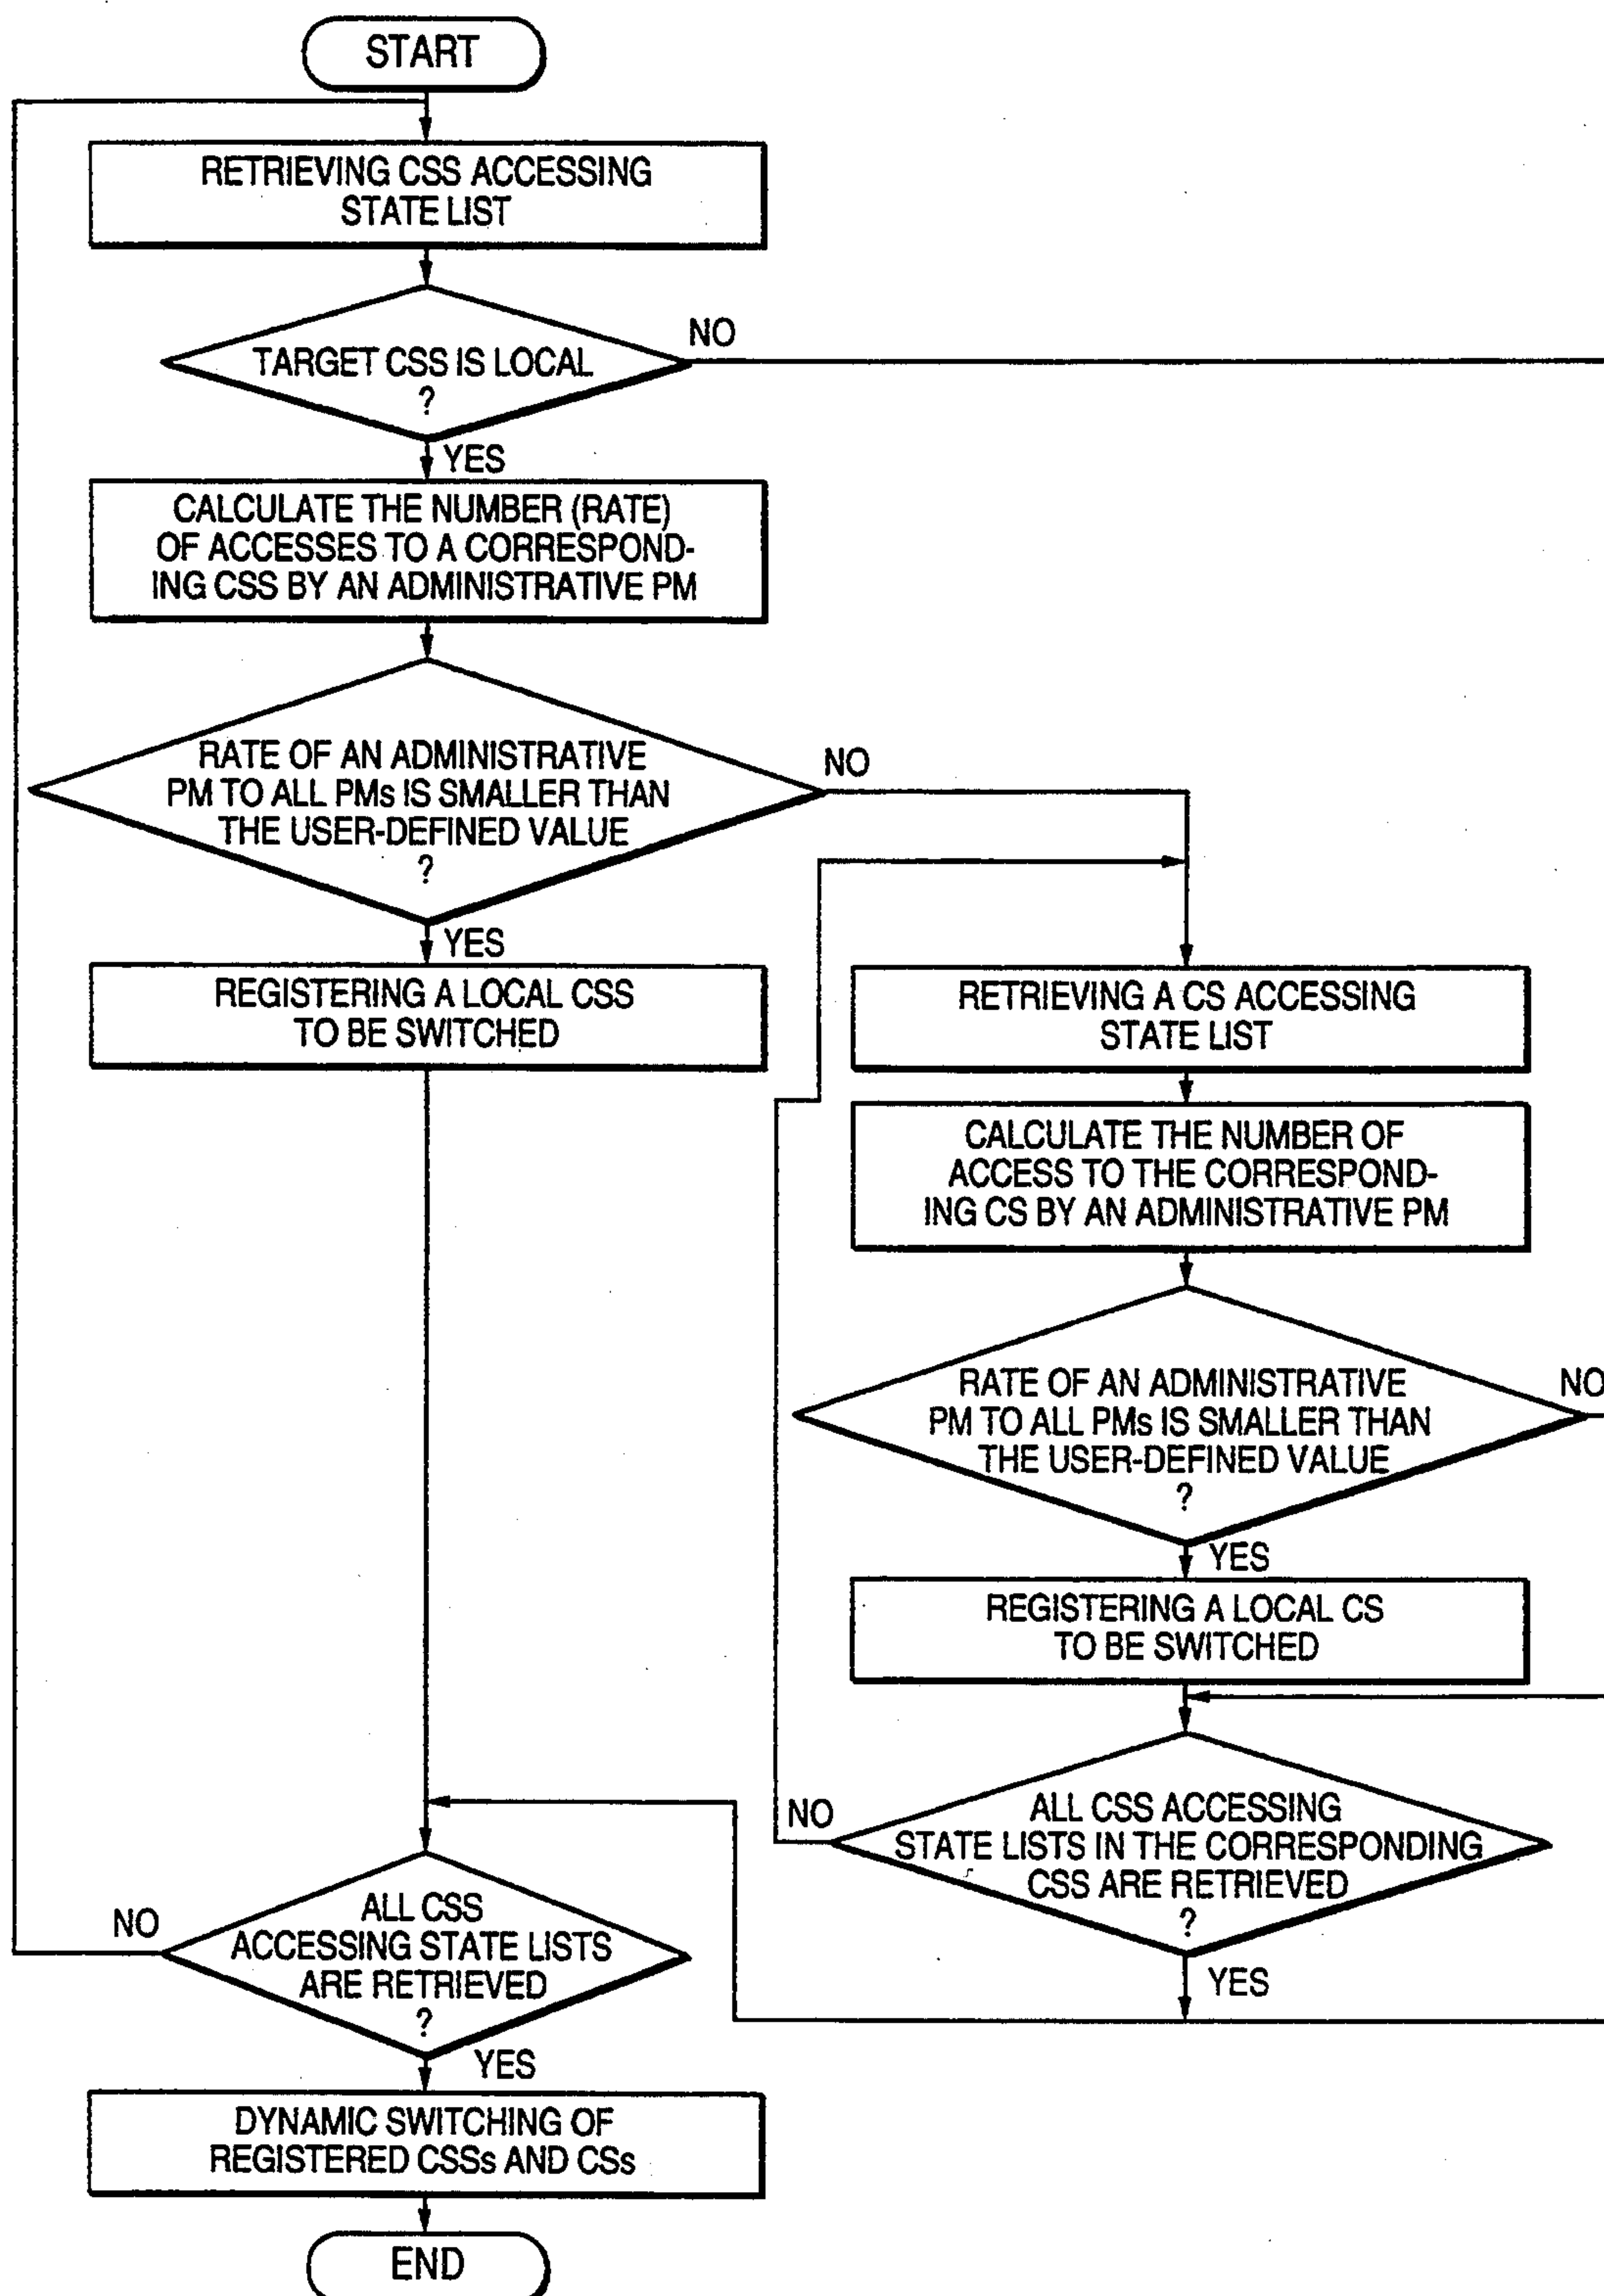 START
RETRIEVING CSS ACCESSING
STATE LIST
TARGET CSS IS LOCAL
?
NO
YES
CALCULATE THE NUMBER (RATE)
OF ACCESSES TO A CORRESPOND-
ING CSS BY AN ADMINISTRATIVE PM
RATE OF AN ADMINISTRATIVE
PM TO ALL PMs IS SMALLER THAN
THE USER-DEFINED VALUE
?
NO
YES
REGISTERING A LOCAL CSS
TO BE SWITCHED
RETRIEVING A CS ACCESSING
STATE LIST
CALCULATE THE NUMBER OF
ACCESS TO THE CORRESPOND-
ING CS BY AN ADMINISTRATIVE PM
RATE OF AN ADMINISTRATIVE
PM TO ALL PMs IS SMALLER THAN
THE USER-DEFINED VALUE
?
NO
YES
REGISTERING A LOCAL CS
TO BE SWITCHED
ALL CSS ACCESSING
STATE LISTS IN THE CORRESPONDING
CSS ARE RETRIEVED
?
NO
YES
ALL CSS
ACCESSING STATE LISTS
ARE RETRIEVED
?
NO
YES
DYNAMIC SWITCHING OF
REGISTERED CSSs AND CSs
END